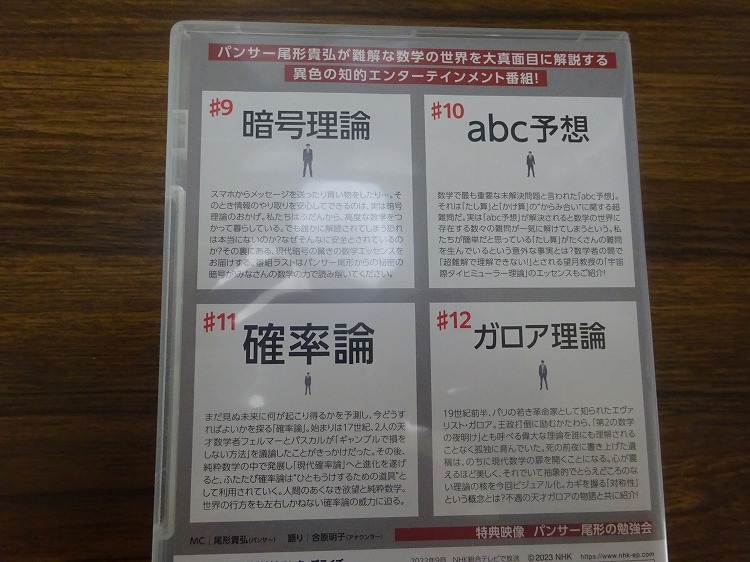 パンサー尾形貴弘が難解な数学の世界を大真面目に解説する
異色の知的エンターテインメント番組!
#9
暗号理論
スマホからメッセージを送ったり買い物をしたり…。そ
のとき情報のやり取りを安心してできるのは、実は暗号
理論のおかげ。私たちはふだんから、高度な数学をつ
かって暮らしている。でも誰かに解読されてしまう恐れ
は本当にないのか?なぜそんなに安全とされているの
か?その裏にある、現代暗号の驚きの数学エッセンスを
お届けする。番組ラストはパンサー尾形からの秘密の
暗号が!みなさんの数学の力で読み解いてください。
#10
abc予想
数学で最も重要な未解決問題と言われた「abc予想」。
それは「たし算」と「かけ算」の“からみ合い”に関する超
難問だ。実は「abc予想」が解決されると数学の世界に
存在する数々の難問が一気に解けてしまうという。私
たちが簡単だと思っている「たし算」がたくさんの難問
を生んでいるという意外な事実とは?数学者の間で
「超難解で理解できない!」とされる望月教授の「宇宙
際タイヒミューラー理論」のエッセンスもご紹介!
#11
確率論
まだ見ぬ未来に何が起こり得るかを予測し、今どうす
ればよいかを探る「確率論」。始まりは17世紀、2人の天
才数学者フェルマーとパスカルが「ギャンブルで損を
しない方法」を議論したことがきっかけだった。その後、
純粋数学の中で発展し「現代確率論」へと進化を遂げ
ると、ふたたび確率論は“ひともうけするための道具”と
して利用されていく。人間のあくなき欲望と純粋数学。
世界の行方をも左右しかねない確率論の威力に迫る。
#12
ガロア理論
19世紀前半、パリの若き革命家として知られたエヴァ
リスト・ガロア。王政打倒に励むかたわら、「第2の数学
の夜明け」とも呼べる偉大な理論を誰にも理解される
ことなく孤独に育んでいた。死の前夜に書き上げた遺
稿は、のちに現代数学の扉を開くことになる。心が震
えるほど美しく、それでいて抽象的でとらえどころのな
い理論の核を今回ビジュアル化。カギを握る「対称性」
という概念とは?不遇の天才ガロアの物語と共に紹介!
特典映像 パンサー尾形の勉強会
MC│尾形貴弘(パンサー) 語り│合原明子(アナウンサー)
2022年9月 NHK総合テレビで放送 ©2023 NHK https://www.nhk-ep.com